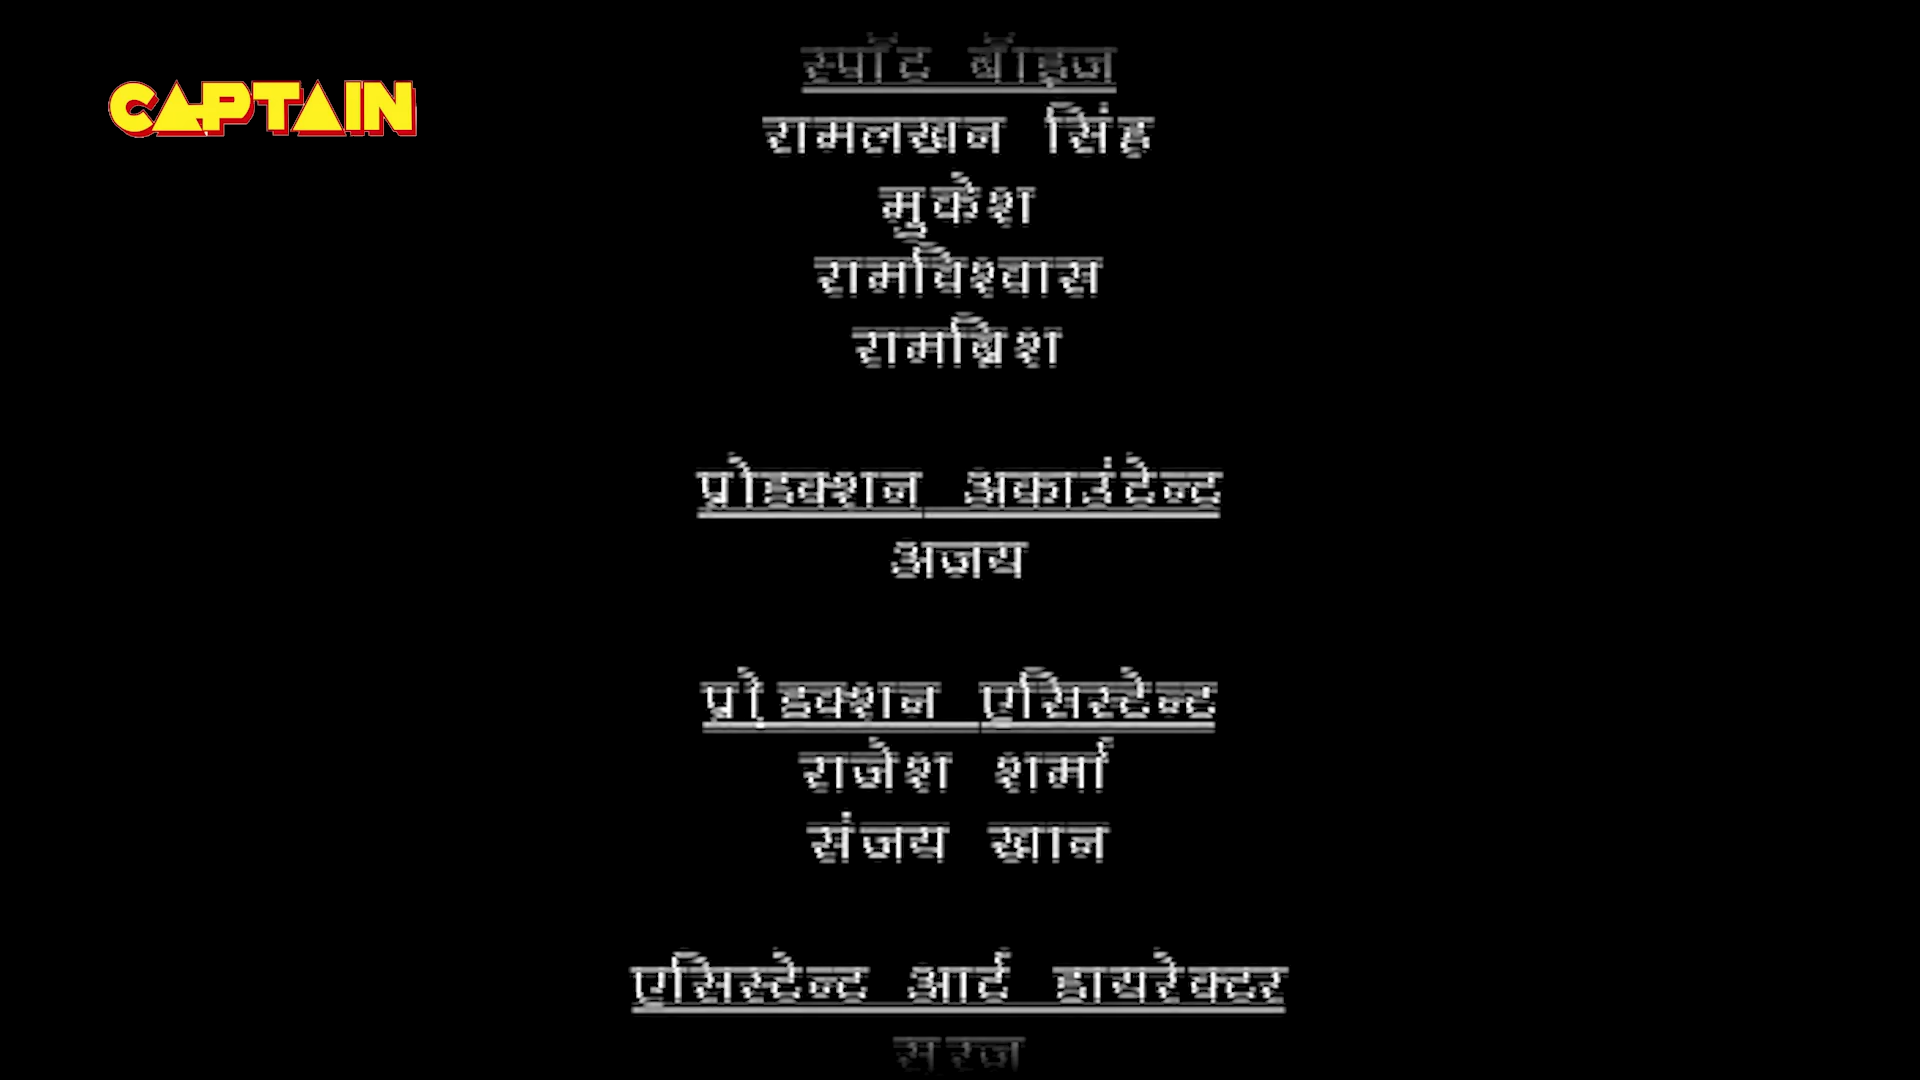 CAPTAIN
स्पॉट बॉइज
रामलखन सिंह
मुकेश
रामविश्वास
रामब्रिश
प्रोडक्शन अकाउंटेन्ट
अजय
प्रोडक्शन एसिस्टेन्ट
राजेश शर्मा
संजय खान
एसिस्टेन्ट आर्ट डायरेक्टर